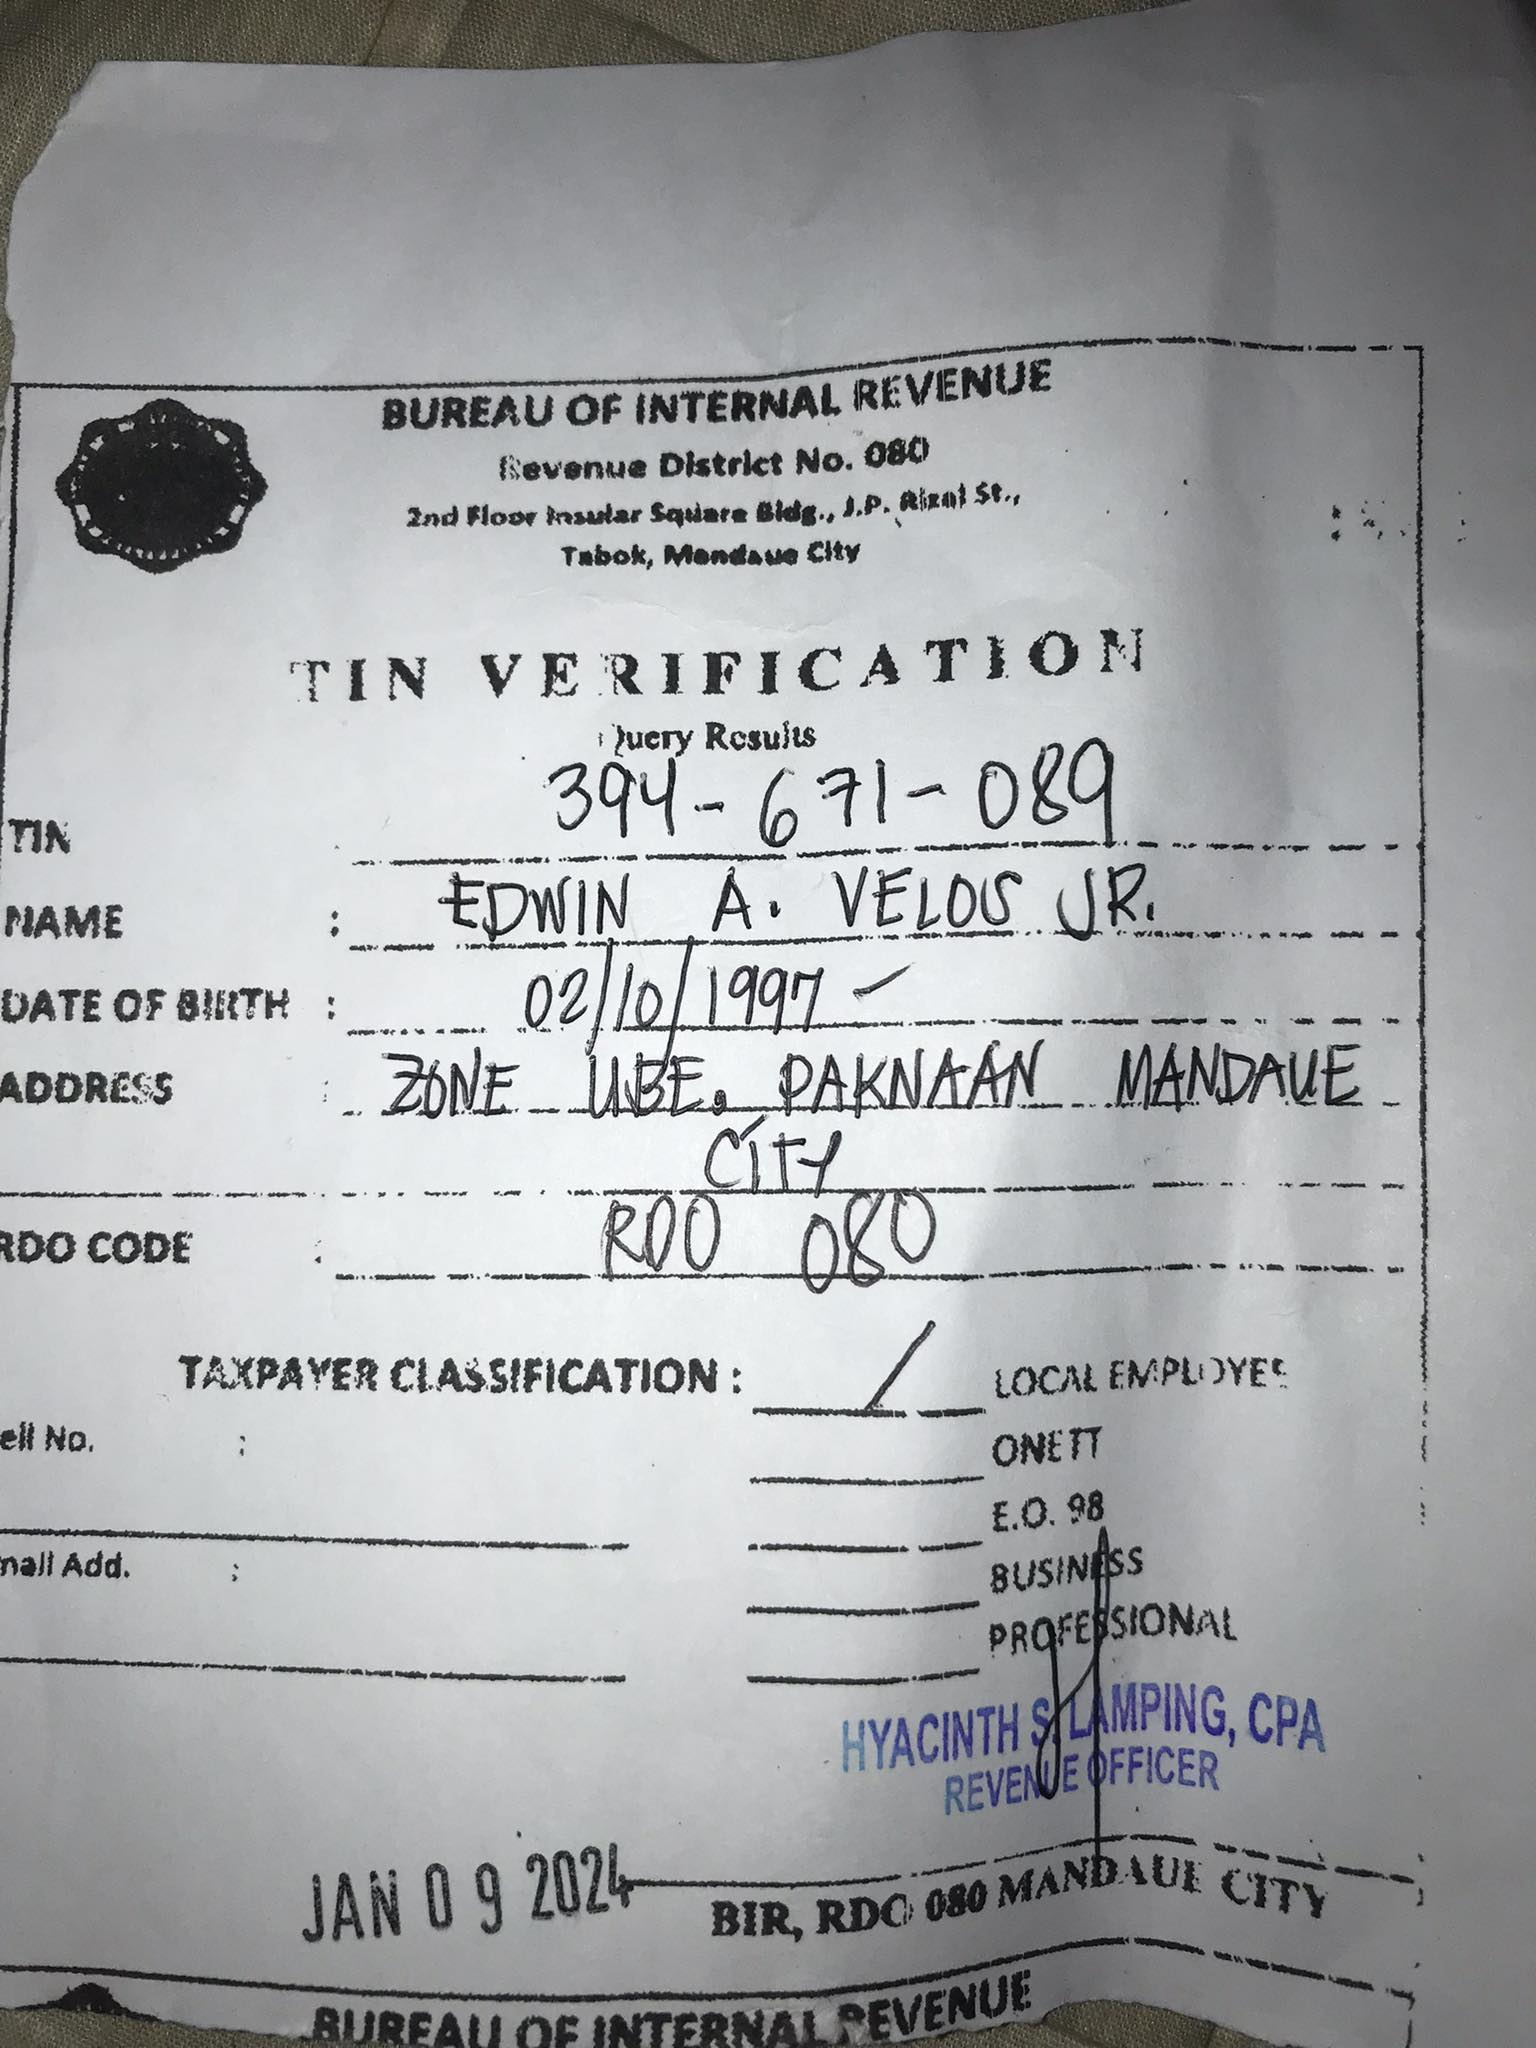 BUREAU OF INTERNAL REVENUE
Revenue District No. 080
2nd Floor Insular Square Bldg., J.P. Rizal St.,
Tabok, Mandaue City
TIN VERIFICATION
Query Results
TIN 394-671-089
NAME : EDWIN A. VELOS JR.
DATE OF BIRTH : 02/10/1997
ADDRESS : ZONE UBE. PAKNAAN MANDAUE
CITY
RDO CODE : RDO 080
TAXPAYER CLASSIFICATION : / LOCAL EMPLOYEE
ell No. :
ONETT
E.O. 98
mail Add. :
BUSINESS
PROFESSIONAL
HYACINTH S. LAMPING, CPA
REVENUE OFFICER
JAN 09 2024
BIR, RDO 080 MANDAUE CITY
BUREAU OF INTERNAL REVENUE